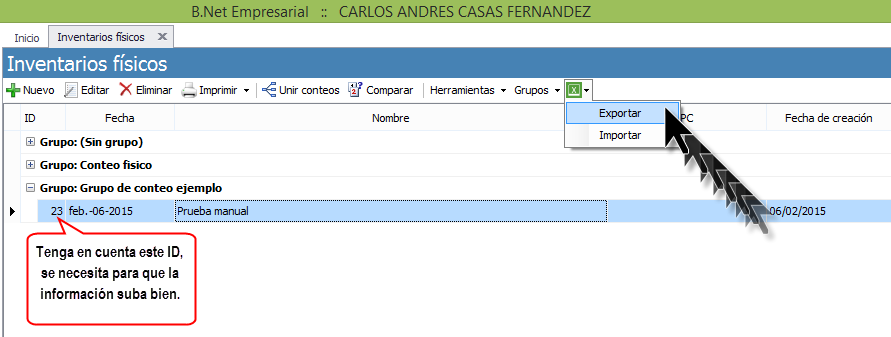 B.Net Empresarial :: CARLOS ANDRES CASAS FERNANDEZ
Inicio Inventarios físicos X
Inventarios físicos
Nuevo Editar Eliminar Imprimir Unir conteos Comparar Herramientas Grupos
Exportar
Importar
ID Fecha Nombre PC Fecha de creación
Grupo: (Sin grupo)
Grupo: Conteo fisico
Grupo: Grupo de conteo ejemplo
23 feb.-06-2015 Prueba manual 06/02/2015
Tenga en cuenta este ID,
se necesita para que la
información suba bien.